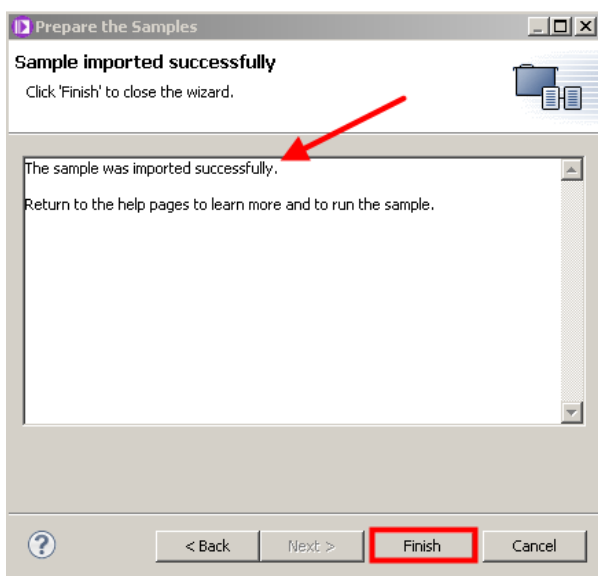 Prepare the Samples
Sample imported successfully
Click 'Finish' to close the wizard.
The sample was imported successfully.
Return to the help pages to learn more and to run the sample.
< Back Next > Finish Cancel